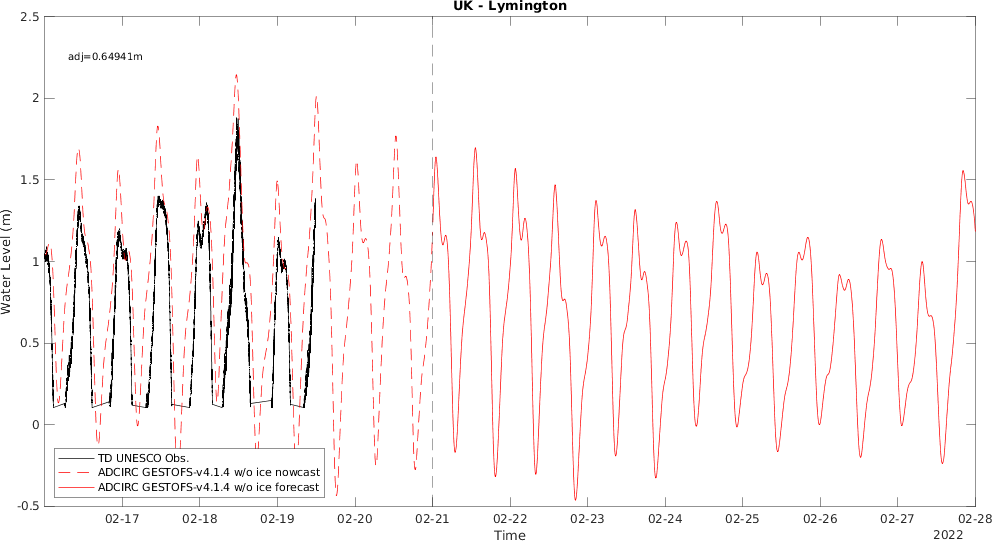 UK - Lymington
adj=0.64941m
Water Level (m)
2.5
2
1.5
1
0.5
0
-0.5
TD UNESCO Obs.
ADCIRC GESTOFS-v4.1.4 w/o ice nowcast
ADCIRC GESTOFS-v4.1.4 w/o ice forecast
02-17 02-18 02-19 02-20 02-21 02-22 02-23 02-24 02-25 02-26 02-27 02-28
Time
2022